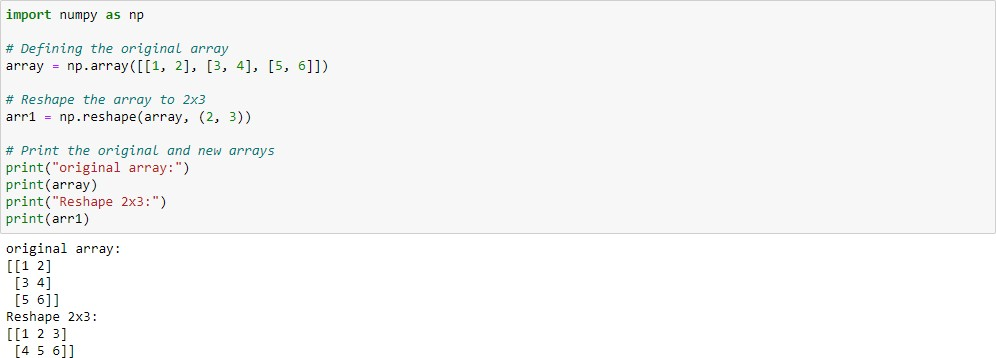 import numpy as np
# Defining the original array
array = np.array([[1, 2], [3, 4], [5, 6]])
# Reshape the array to 2x3
arr1 = np.reshape(array, (2, 3))
# Print the original and new arrays
print("original array:")
print(array)
print("Reshape 2x3:")
print(arr1)
original array:
[[1 2]
 [3 4]
 [5 6]]
Reshape 2x3:
[[1 2 3]
 [4 5 6]]